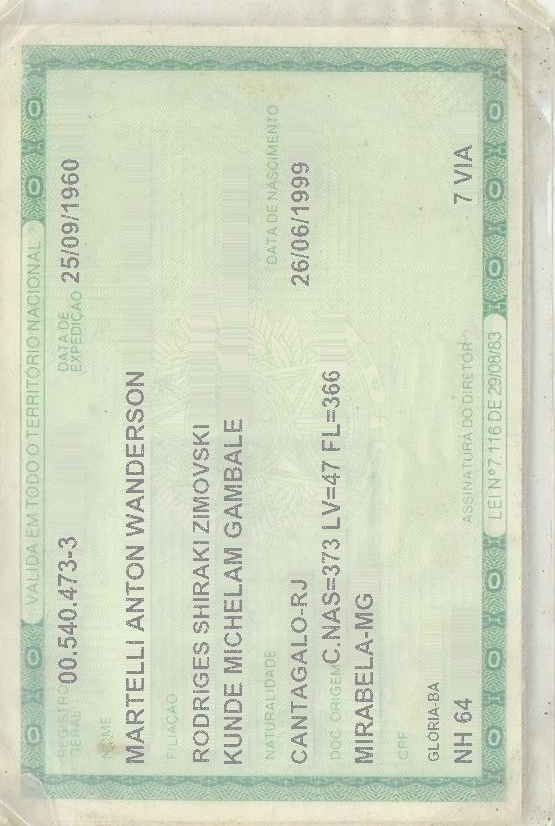 VALIDA EM TODO O TERRITÓRIO NACIONAL
REGISTRO GERAL 00.540.473-3 DATA DE EXPEDIÇÃO 25/09/1960
NOME
MARTELLI ANTON WANDERSON
FILIAÇÃO
RODRIGES SHIRAKI ZIMOVSKI
KUNDE MICHELAM GAMBALE
NATURALIDADE DATA DE NASCIMENTO
CANTAGALO-RJ 26/06/1999
DOC ORIGEM C.NAS=373 LV=47 FL=366
MIRABELA-MG
CPF
GLORIA-BA
NH 64 ASSINATURA DO DIRETOR 7 VIA
LEI Nº 7.116 DE 29/08/83